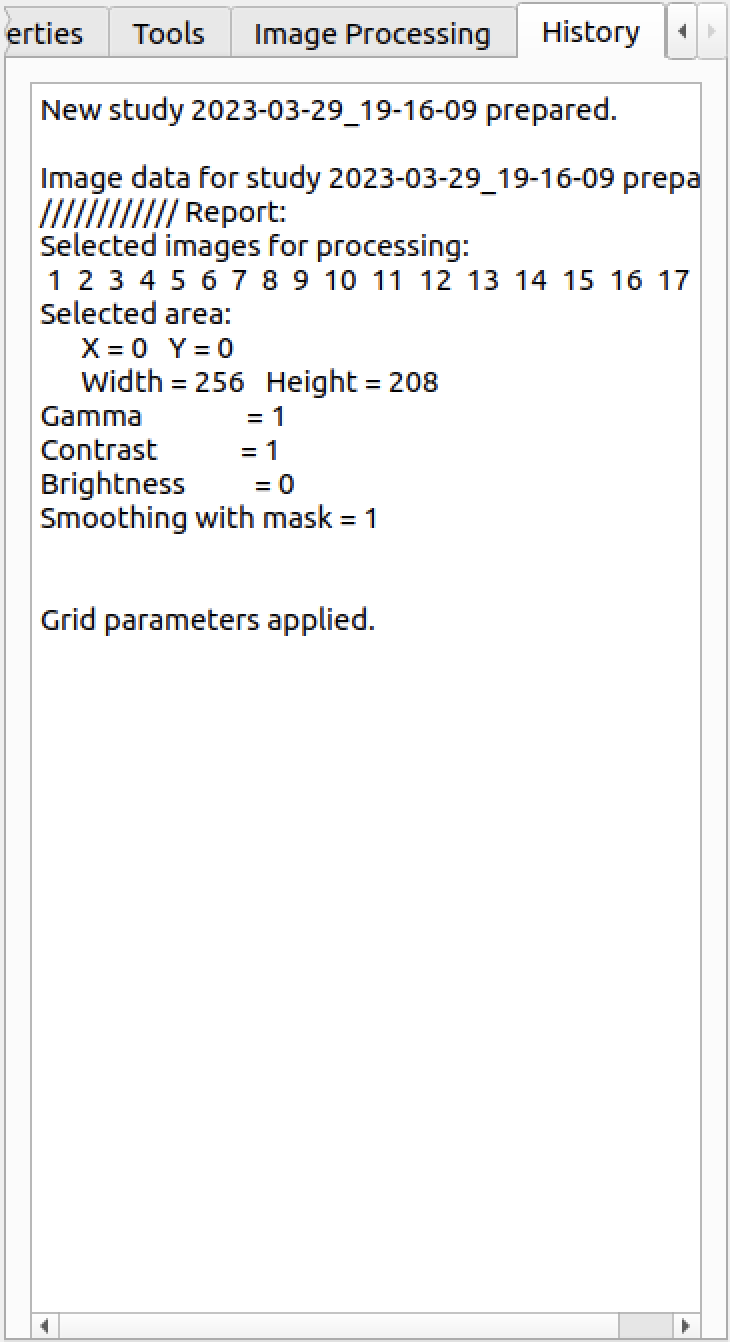 erties Tools Image Processing History
New study 2023-03-29_19-16-09 prepared.
Image data for study 2023-03-29_19-16-09 prepa
//////////// Report:
Selected images for processing:
1 2 3 4 5 6 7 8 9 10 11 12 13 14 15 16 17
Selected area:
X = 0 Y = 0
Width = 256 Height = 208
Gamma = 1
Contrast = 1
Brightness = 0
Smoothing with mask = 1
Grid parameters applied.